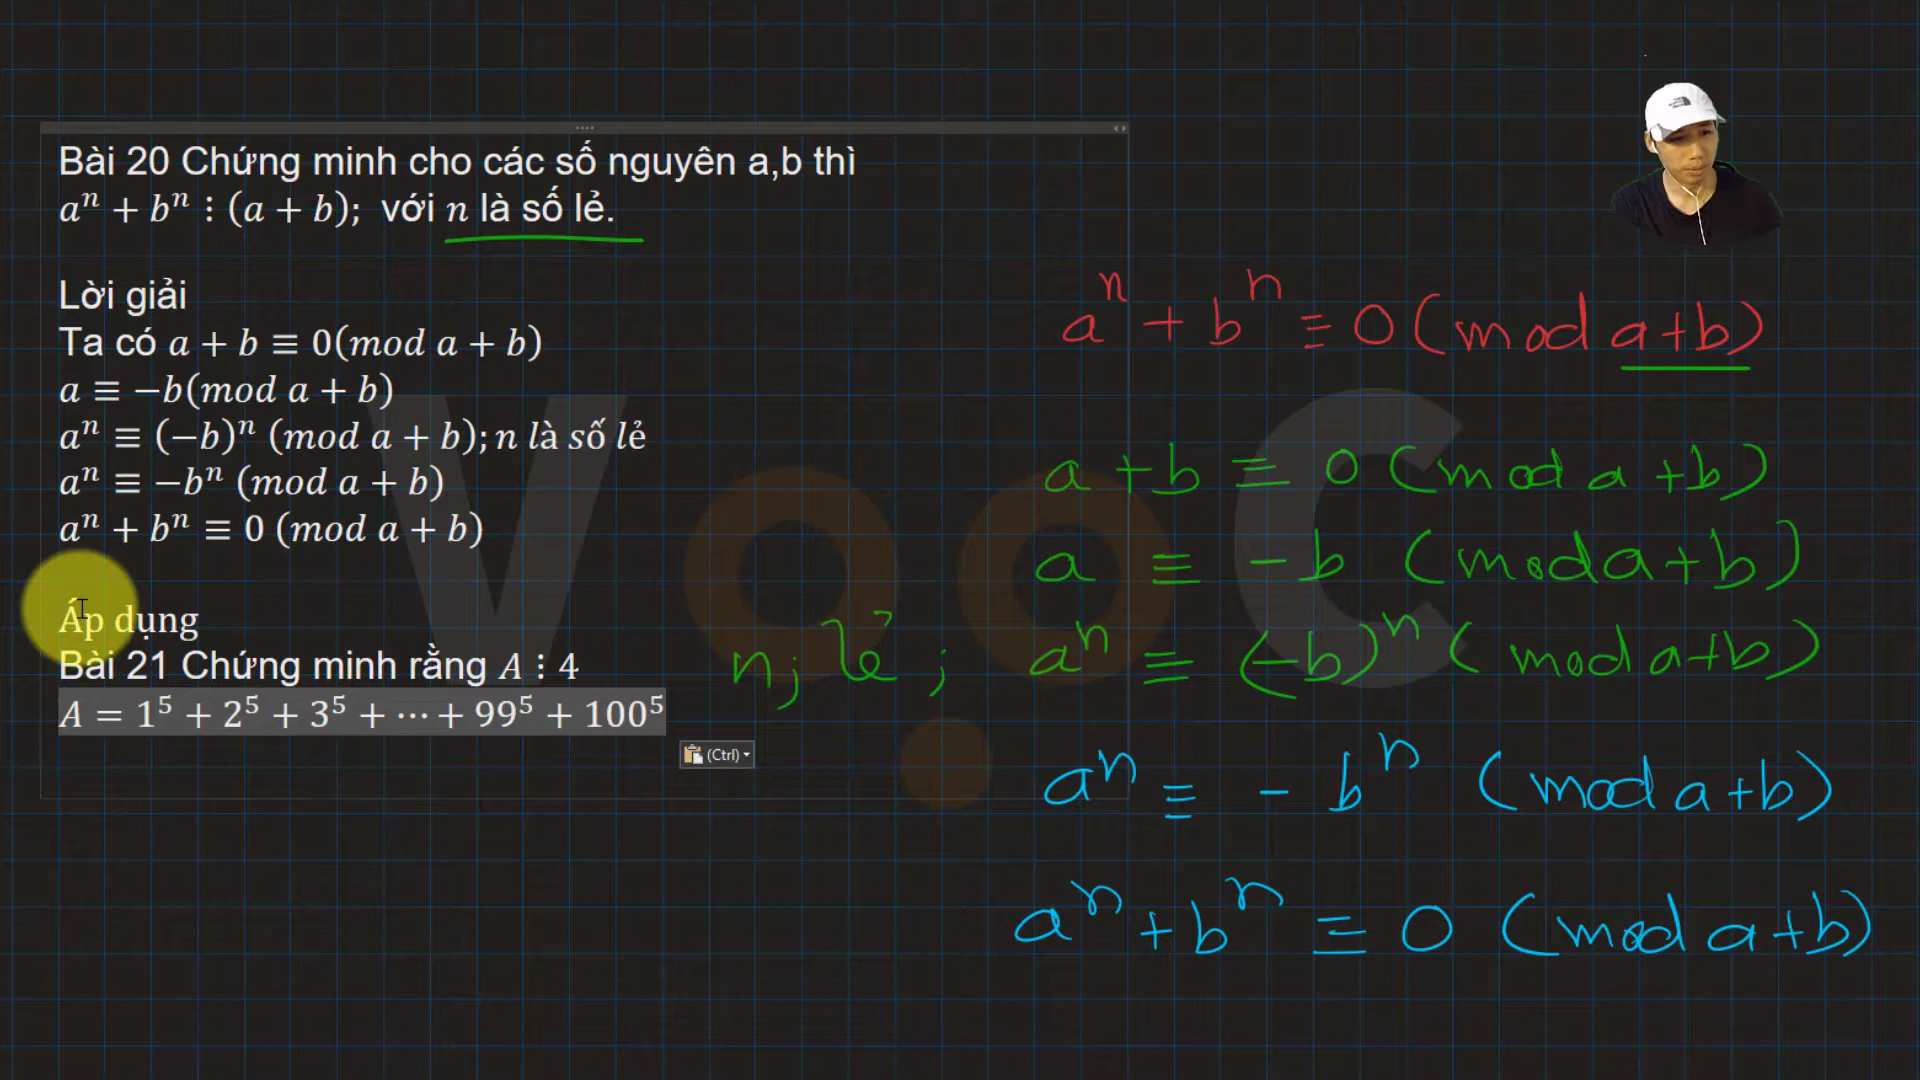 Bài 20 Chứng minh cho các số nguyên a,b thì
aⁿ + bⁿ ⋮ (a + b); với n là số lẻ.
Lời giải
Ta có a + b ≡ 0(mod a + b)
a ≡ −b(mod a + b)
aⁿ ≡ (−b)ⁿ (mod a + b); n là số lẻ
aⁿ ≡ −bⁿ (mod a + b)
aⁿ + bⁿ ≡ 0 (mod a + b)
Áp dụng
Bài 21 Chứng minh rằng A ⋮ 4
A = 1⁵ + 2⁵ + 3⁵ + ⋯ + 99⁵ + 100⁵
(Ctrl)
aⁿ + bⁿ ≡ 0 (mod a+b)
a + b ≡ 0 (mod a+b)
a ≡ −b (mod a+b)
n; lẻ; aⁿ ≡ (−b)ⁿ (mod a+b)
aⁿ ≡ − bⁿ (mod a+b)
aⁿ + bⁿ ≡ 0 (mod a+b)
VooC